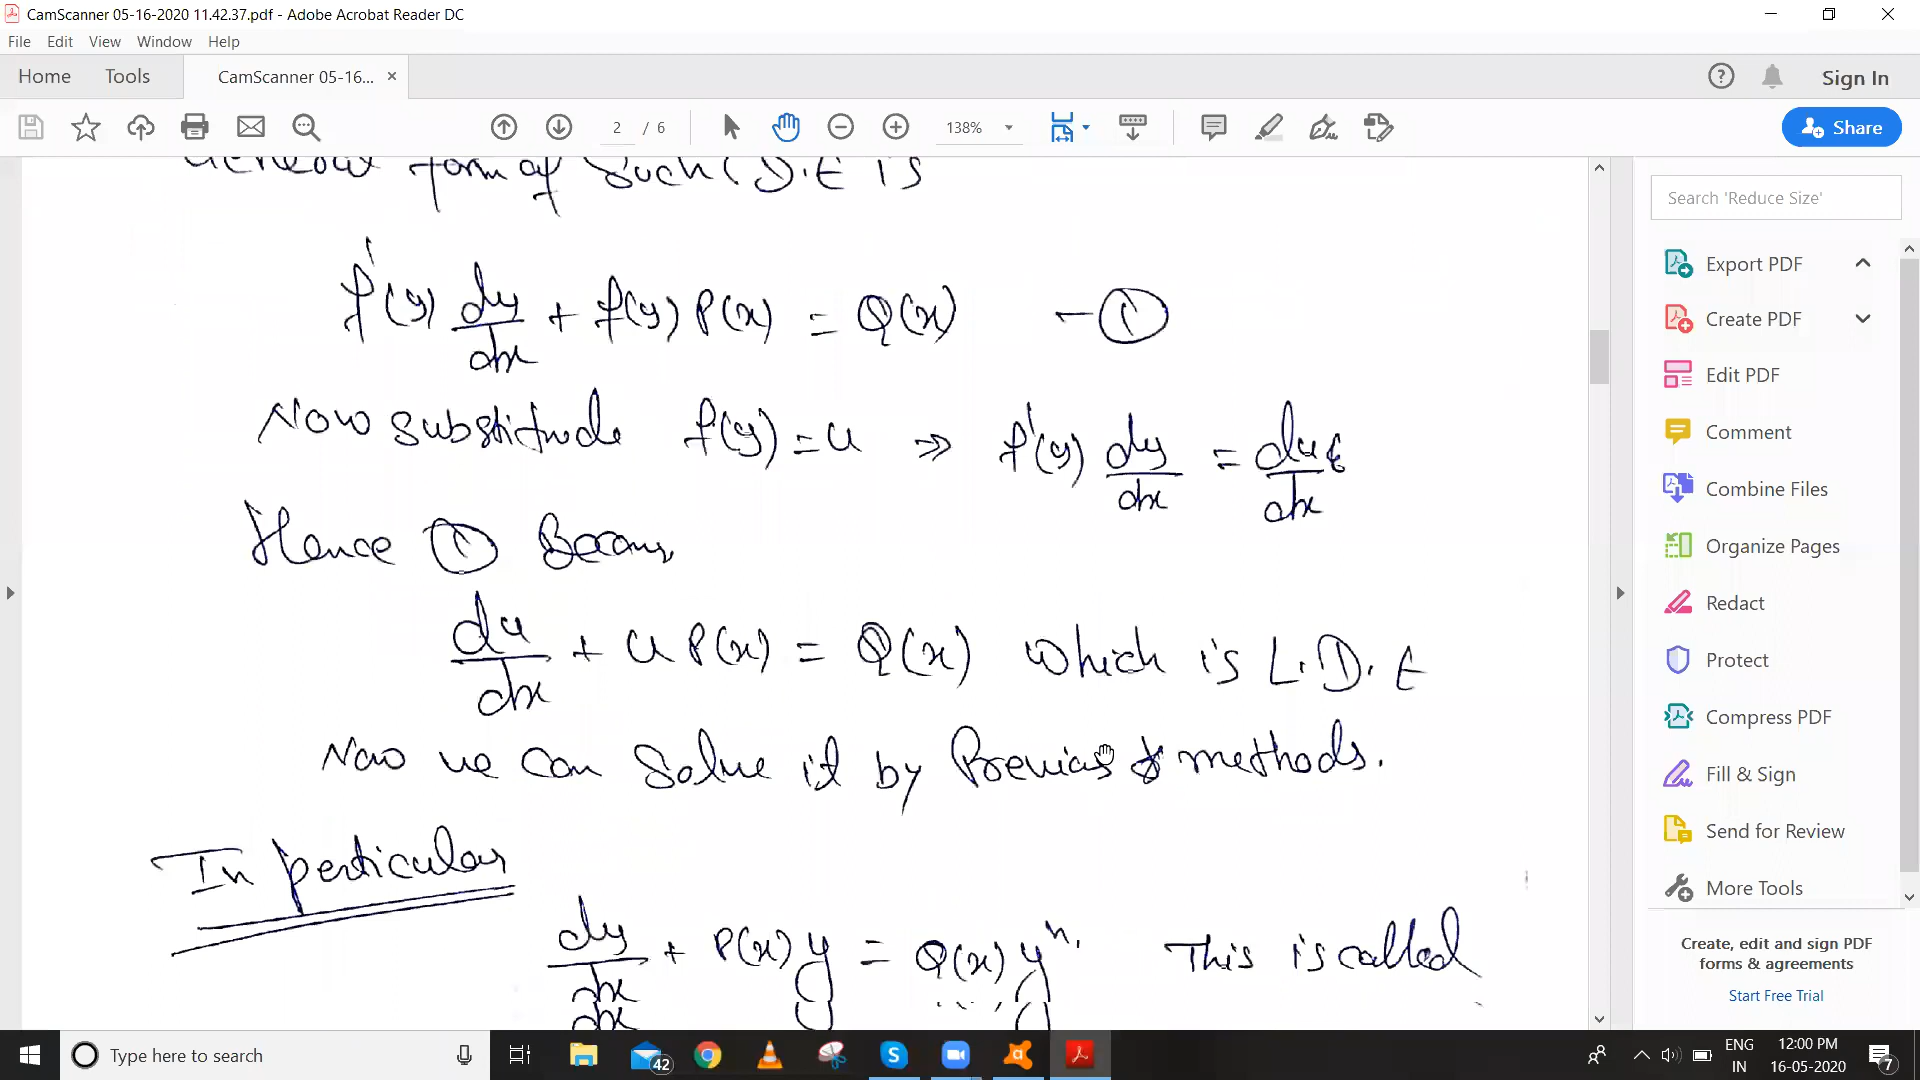 CamScanner 05-16-2020 11.42.37.pdf - Adobe Acrobat Reader DC
File Edit View Window Help
Home Tools CamScanner 05-16... × Sign In
2 / 6 138% Share
General form of Such (D.E is
f'(y) dy/dx + f(y) P(x) = Q(x) - ①
Now substitude f(y) = u ⇒ f'(y) dy/dx = du/dx
Hence ① Becoms
du/dx + u P(x) = Q(x) which is L.D.E
Now we can Solve it by Previas methods.
In perticular
dy/dx + P(x) y = Q(x) y^n. This is called
Search 'Reduce Size'
Export PDF
Create PDF
Edit PDF
Comment
Combine Files
Organize Pages
Redact
Protect
Compress PDF
Fill & Sign
Send for Review
More Tools
Create, edit and sign PDF
forms & agreements
Start Free Trial
Type here to search
42
ENG
IN
12:00 PM
16-05-2020
7